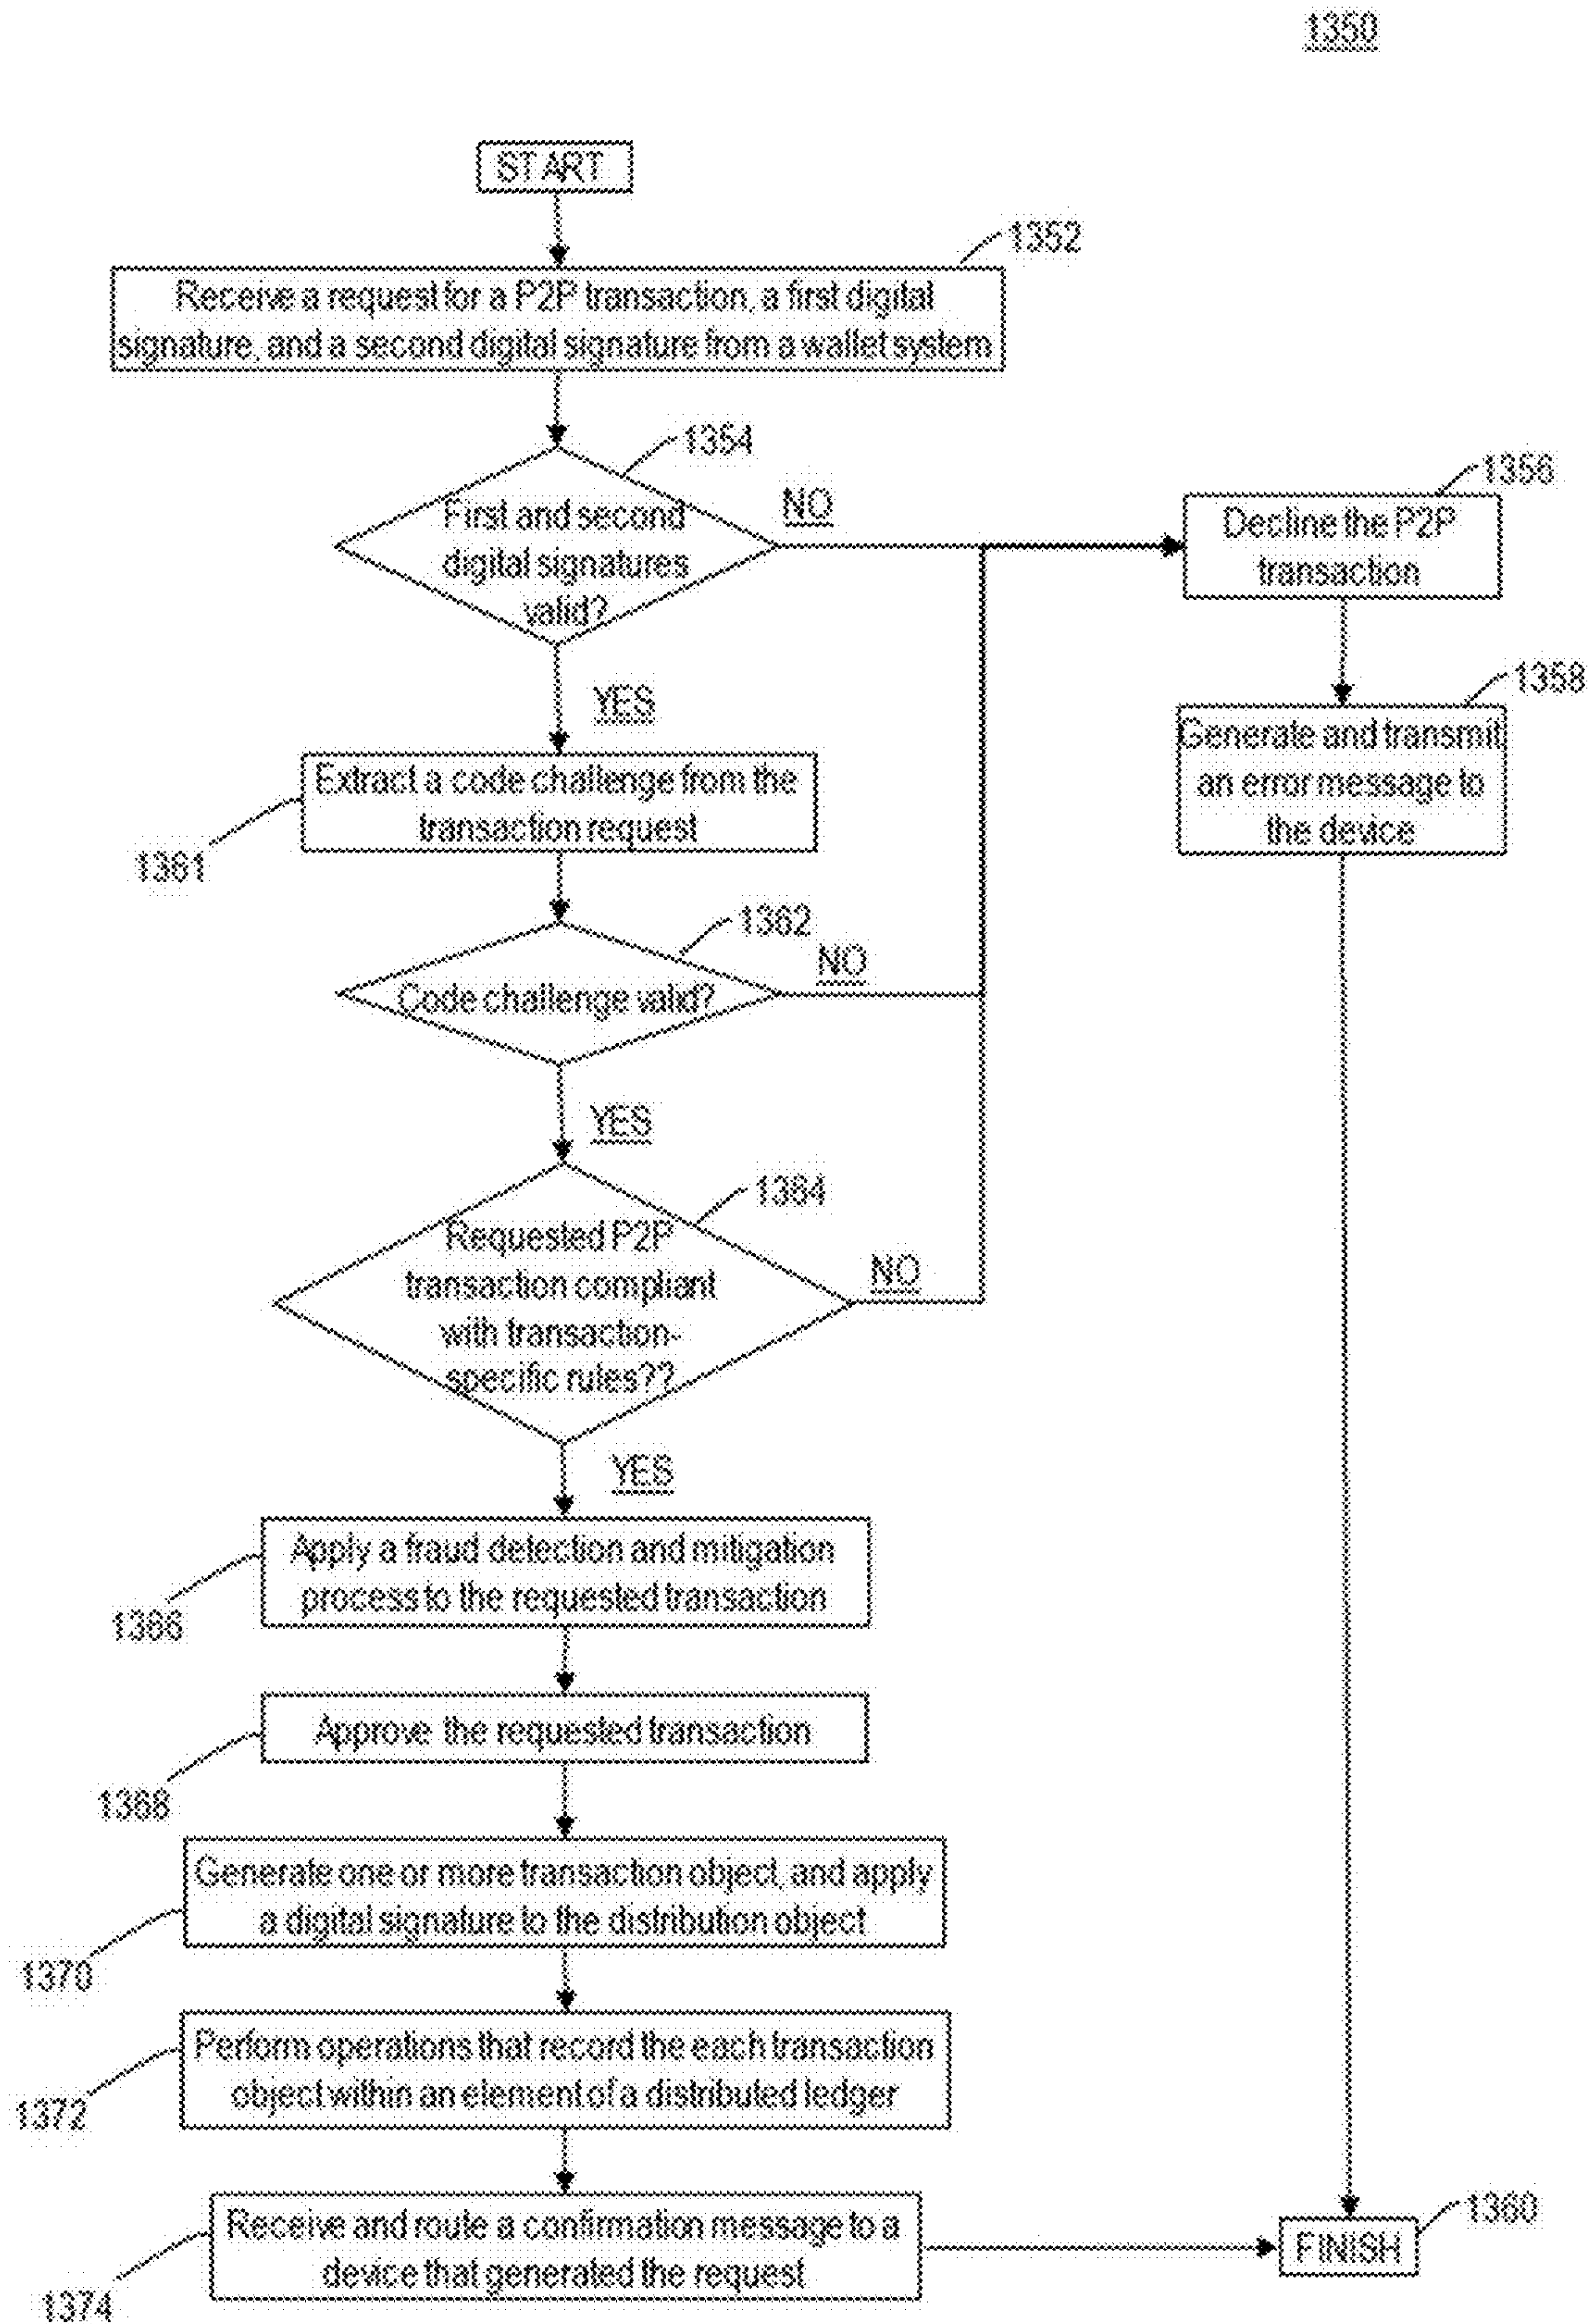 1350
START
1352
Receive a request for a P2P transaction, a first digital
signature, and a second digital signature from a wallet system
1354
First and second
digital signatures
valid?
NO
1356
Decline the P2P
transaction
1358
Generate and transmit
an error message to
the device
YES
Extract a code challenge from the
transaction request
1361
1362
Code challenge valid?
NO
YES
1364
Requested P2P
transaction compliant
with transaction-
specific rules??
NO
YES
Apply a fraud detection and mitigation
process to the requested transaction
1366
Approve the requested transaction
1368
Generate one or more transaction object, and apply
a digital signature to the distribution object
1370
Perform operations that record the each transaction
object within an element of a distributed ledger
1372
Receive and route a confirmation message to a
device that generated the request
1374
1360
FINISH